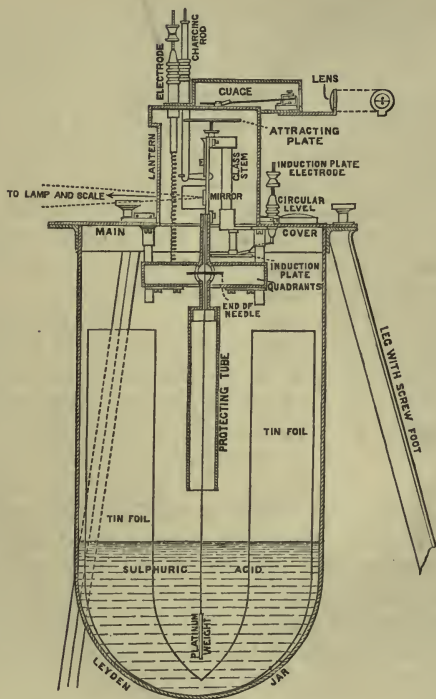 ELECTRODE
CHARGING
ROD
GUAGE
LENS
LANTERN
ATTRACTING
PLATE
GLASS
STEM
INDUCTION PLATE
ELECTRODE
TO LAMP AND SCALE
MIRROR
CIRCULAR
LEVEL
MAIN
COVER
INDUCTION
PLATE
QUADRANTS
END OF
NEEDLE
PROTECTING TUBE
LEG WITH SCREW FOOT
TIN FOIL
TIN FOIL
SULPHURIC ACID.
PLATINUM
WEIGHT
LEYDEN JAR